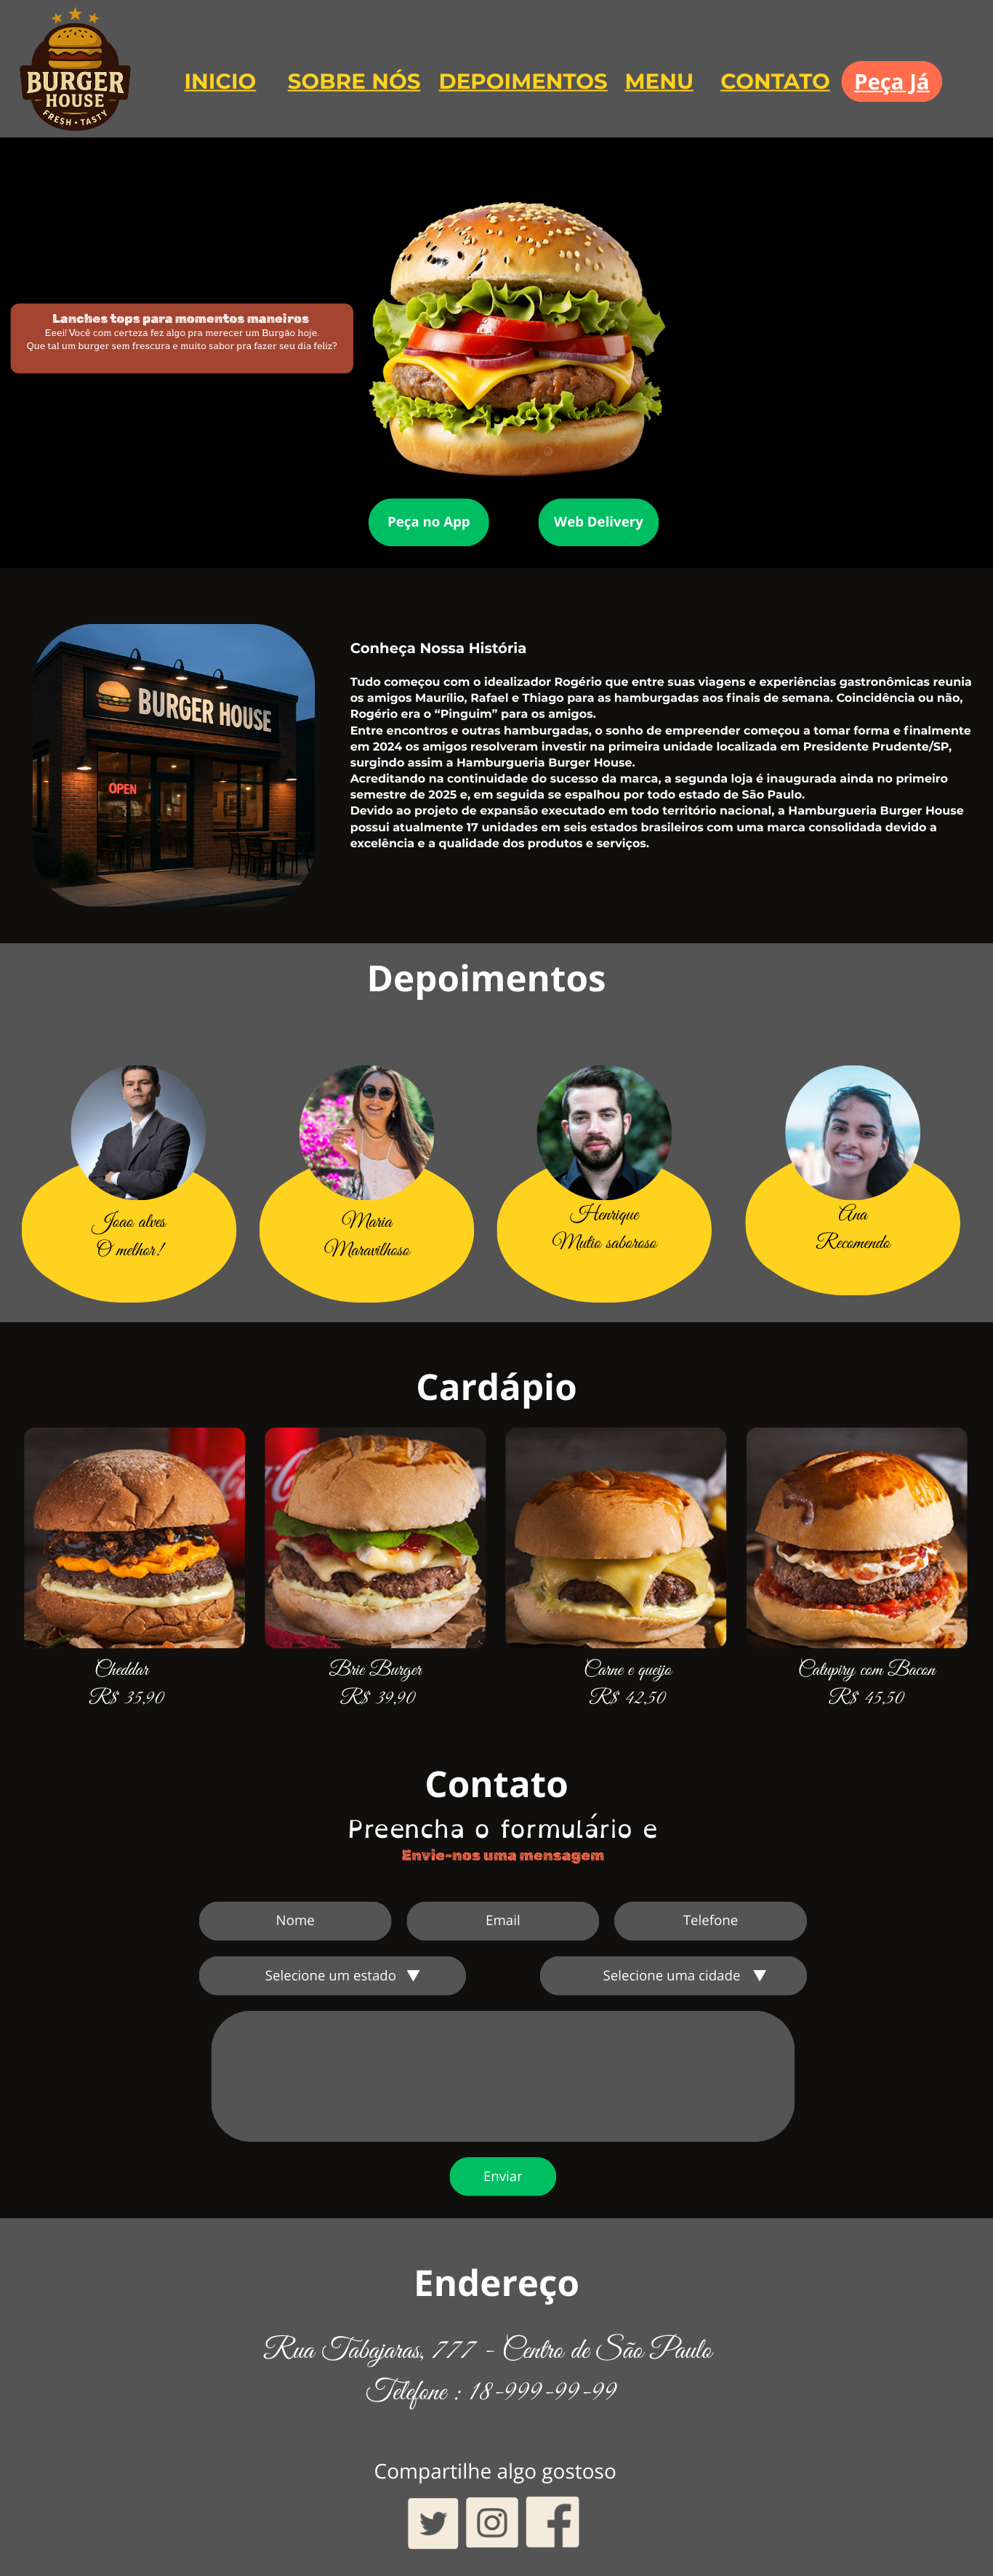 BURGER
HOUSE
FRESH • TASTY
INICIO SOBRE NÓS DEPOIMENTOS MENU CONTATO Peça Já
Lanches tops para momentos maneiros
Eeei! Você com certeza fez algo pra merecer um Burgão hoje.
Que tal um burger sem frescura e muito sabor pra fazer seu dia feliz?
p
Peça no App Web Delivery
BURGER HOUSE
OPEN
Conheça Nossa História
Tudo começou com o idealizador Rogério que entre suas viagens e experiências gastronômicas reunia
os amigos Maurílio, Rafael e Thiago para as hamburgadas aos finais de semana. Coincidência ou não,
Rogério era o “Pinguim” para os amigos.
Entre encontros e outras hamburgadas, o sonho de empreender começou a tomar forma e finalmente
em 2024 os amigos resolveram investir na primeira unidade localizada em Presidente Prudente/SP,
surgindo assim a Hamburgueria Burger House.
Acreditando na continuidade do sucesso da marca, a segunda loja é inaugurada ainda no primeiro
semestre de 2025 e, em seguida se espalhou por todo estado de São Paulo.
Devido ao projeto de expansão executado em todo território nacional, a Hamburgueria Burger House
possui atualmente 17 unidades em seis estados brasileiros com uma marca consolidada devido a
excelência e a qualidade dos produtos e serviços.
Depoimentos
Joao alves
O melhor!
Maria
Maravilhoso
Henrique
Mutio saboroso
Ana
Recomendo
Cardápio
Cheddar
R$ 35,90
Brie Burger
R$ 39,90
Carne e queijo
R$ 42,50
Catupiry com Bacon
R$ 45,50
Contato
Preencha o formulário e
Envie-nos uma mensagem
Nome Email Telefone
Selecione um estado ▼ Selecione uma cidade ▼
Enviar
Endereço
Rua Tabajaras, 777 - Centro de São Paulo
Telefone : 18-999-99-99
Compartilhe algo gostoso